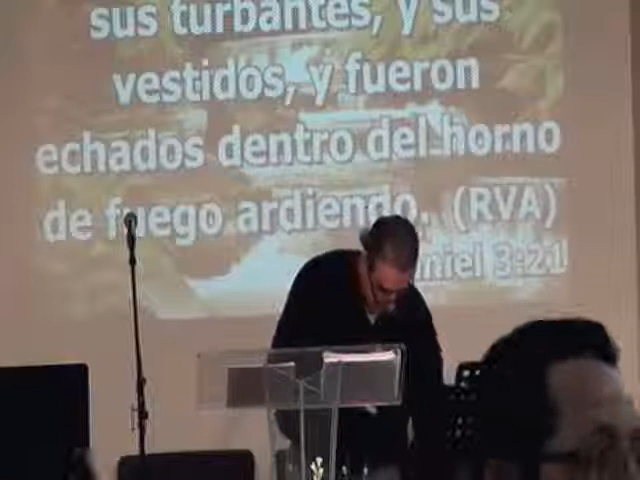 sus turbantes, y sus
vestidos, y fueron
echados dentro del horno
de fuego ardiendo. (RVA)
niel 3:21